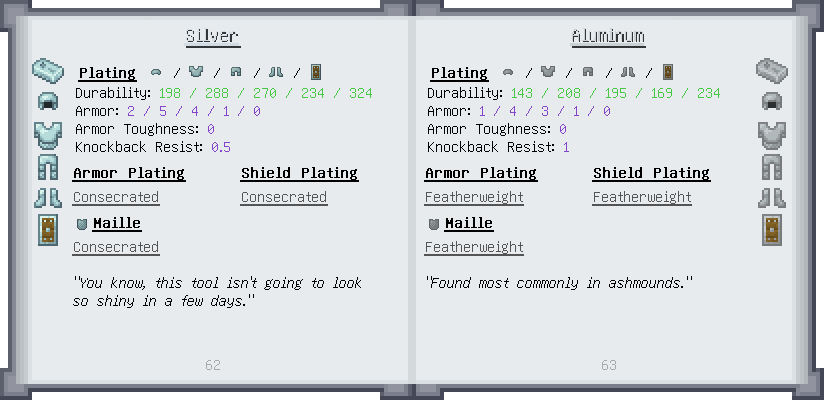 Silver
Plating / / / /
Durability: 198 / 288 / 270 / 234 / 324
Armor: 2 / 5 / 4 / 1 / 0
Armor Toughness: 0
Knockback Resist: 0.5
Armor Plating Shield Plating
Consecrated Consecrated
Maille
Consecrated
"You know, this tool isn't going to look
so shiny in a few days."
62
Aluminum
Plating / / / /
Durability: 143 / 208 / 195 / 169 / 234
Armor: 1 / 4 / 3 / 1 / 0
Armor Toughness: 0
Knockback Resist: 1
Armor Plating Shield Plating
Featherweight Featherweight
Maille
Featherweight
"Found most commonly in ashmounds."
63